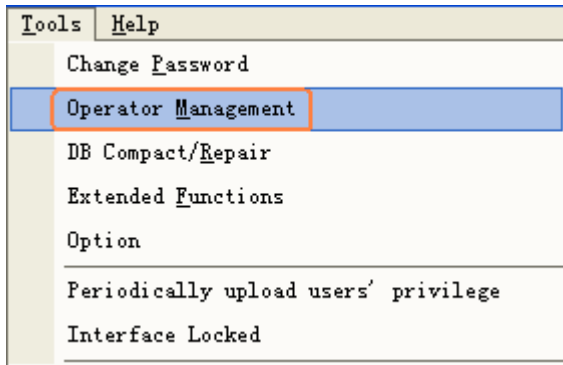 Tools Help
Change Password
Operator Management
DB Compact/Repair
Extended Functions
Option
Periodically upload users' privilege
Interface Locked